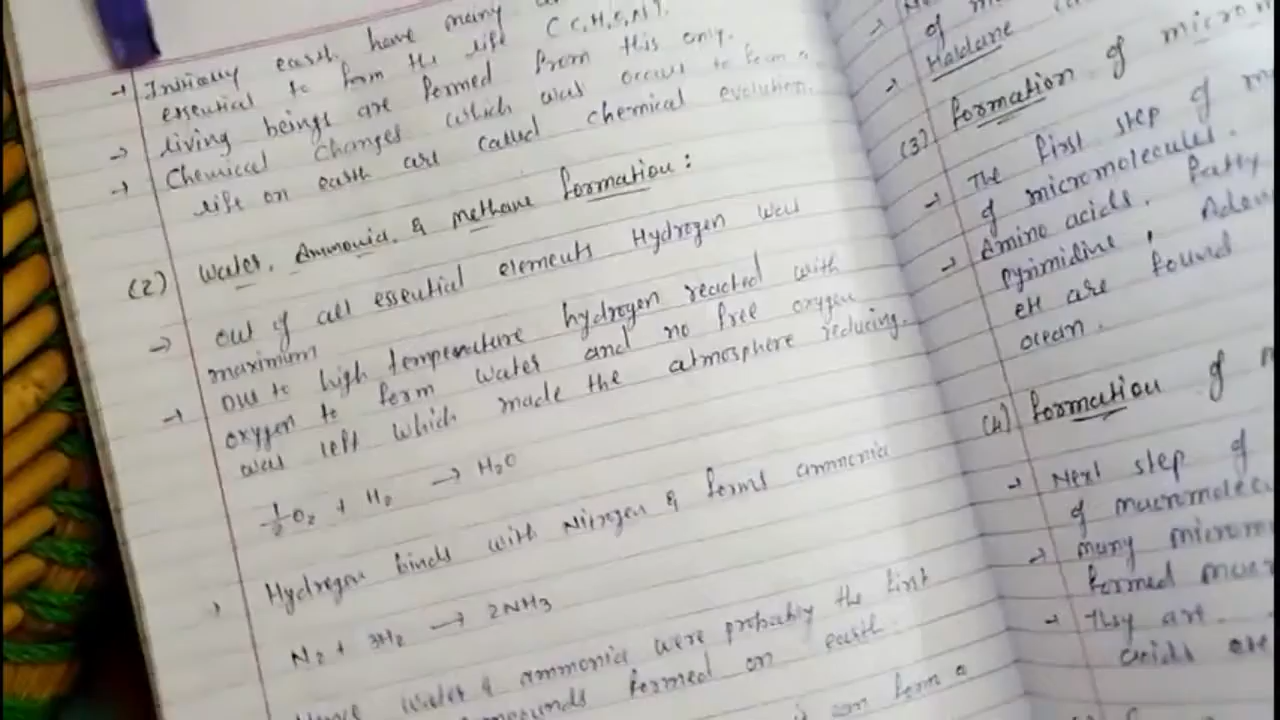 → Initially earth have many
essential to form the life (C,H,O,N).
→ living beings are formed from this only.
→ Chemical changes which was occurs to form a
life on earth are called chemical evolution.
(2) Water, Ammonia, & Methane formation:
→ out of all essential elements Hydrogen was
maximum
→ Due to high temperature hydrogen reacted with
oxygen to form water and no free oxygen
was left which made the atmosphere reducing.
½O₂ + H₂ → H₂O
→ Hydrogen binds with Nitrogen & forms ammonia
N₂ + 3H₂ → 2NH₃
Hence water & ammonia were probably the first
compounds formed on earth.
form a
of
→ Haldane
(3) formation of
→ The first step of
of micromolecules.
→ Amino acids, fatty
pyrimidine,
etc are found
ocean.
(4) formation of
→ Next step of
of
→ many
formed
→ They are
acids are